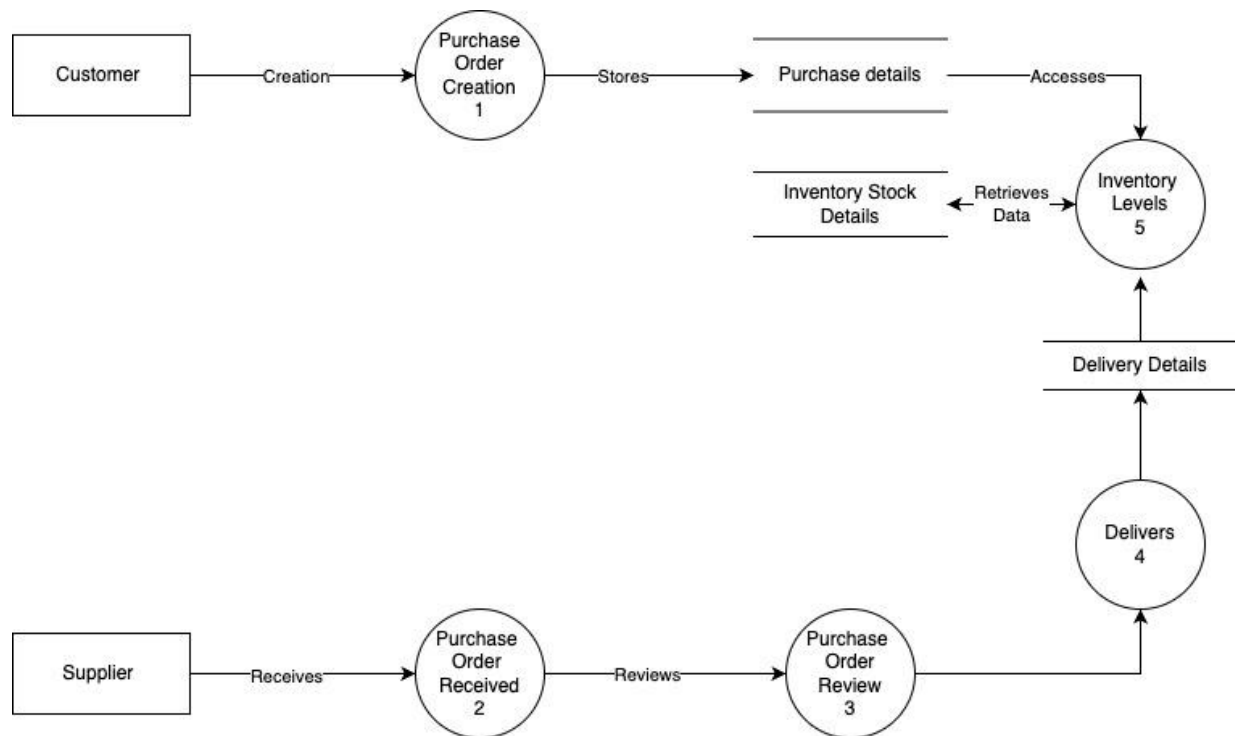 Customer
Creation
Purchase
Order
Creation
1
Stores
Purchase details
Accesses
Inventory Stock
Details
Retrieves
Data
Inventory
Levels
5
Delivery Details
Delivers
4
Supplier
Receives
Purchase
Order
Received
2
Reviews
Purchase
Order
Review
3